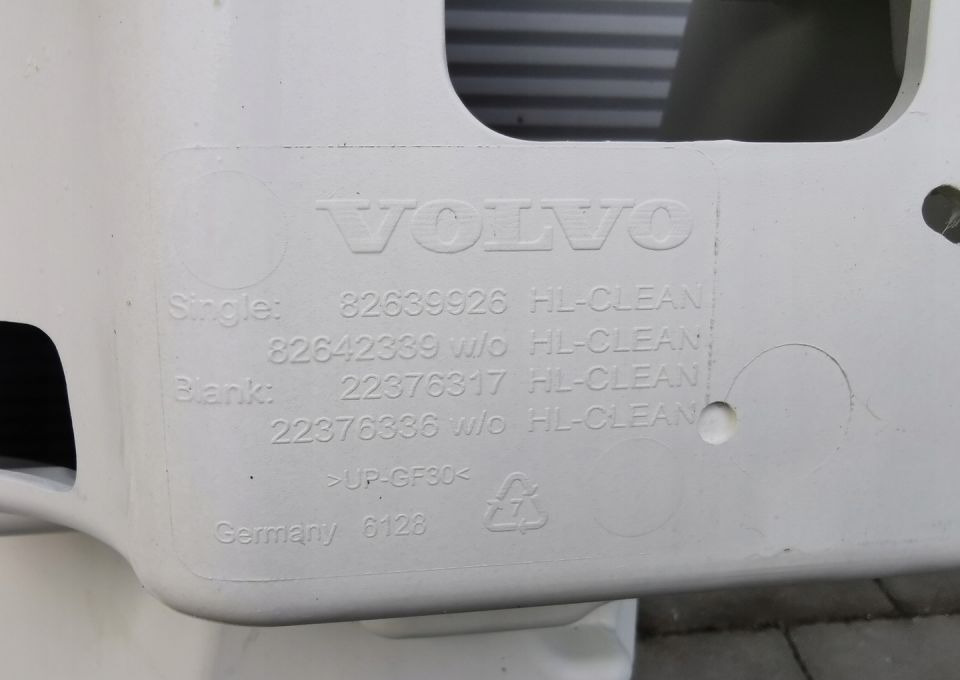 VOLVO
Single: 82639926 HL-CLEAN
82642339 w/o HL-CLEAN
Blank: 22376317 HL-CLEAN
22376336 w/o HL-CLEAN
>UP-GF30<
Germany 6128
7